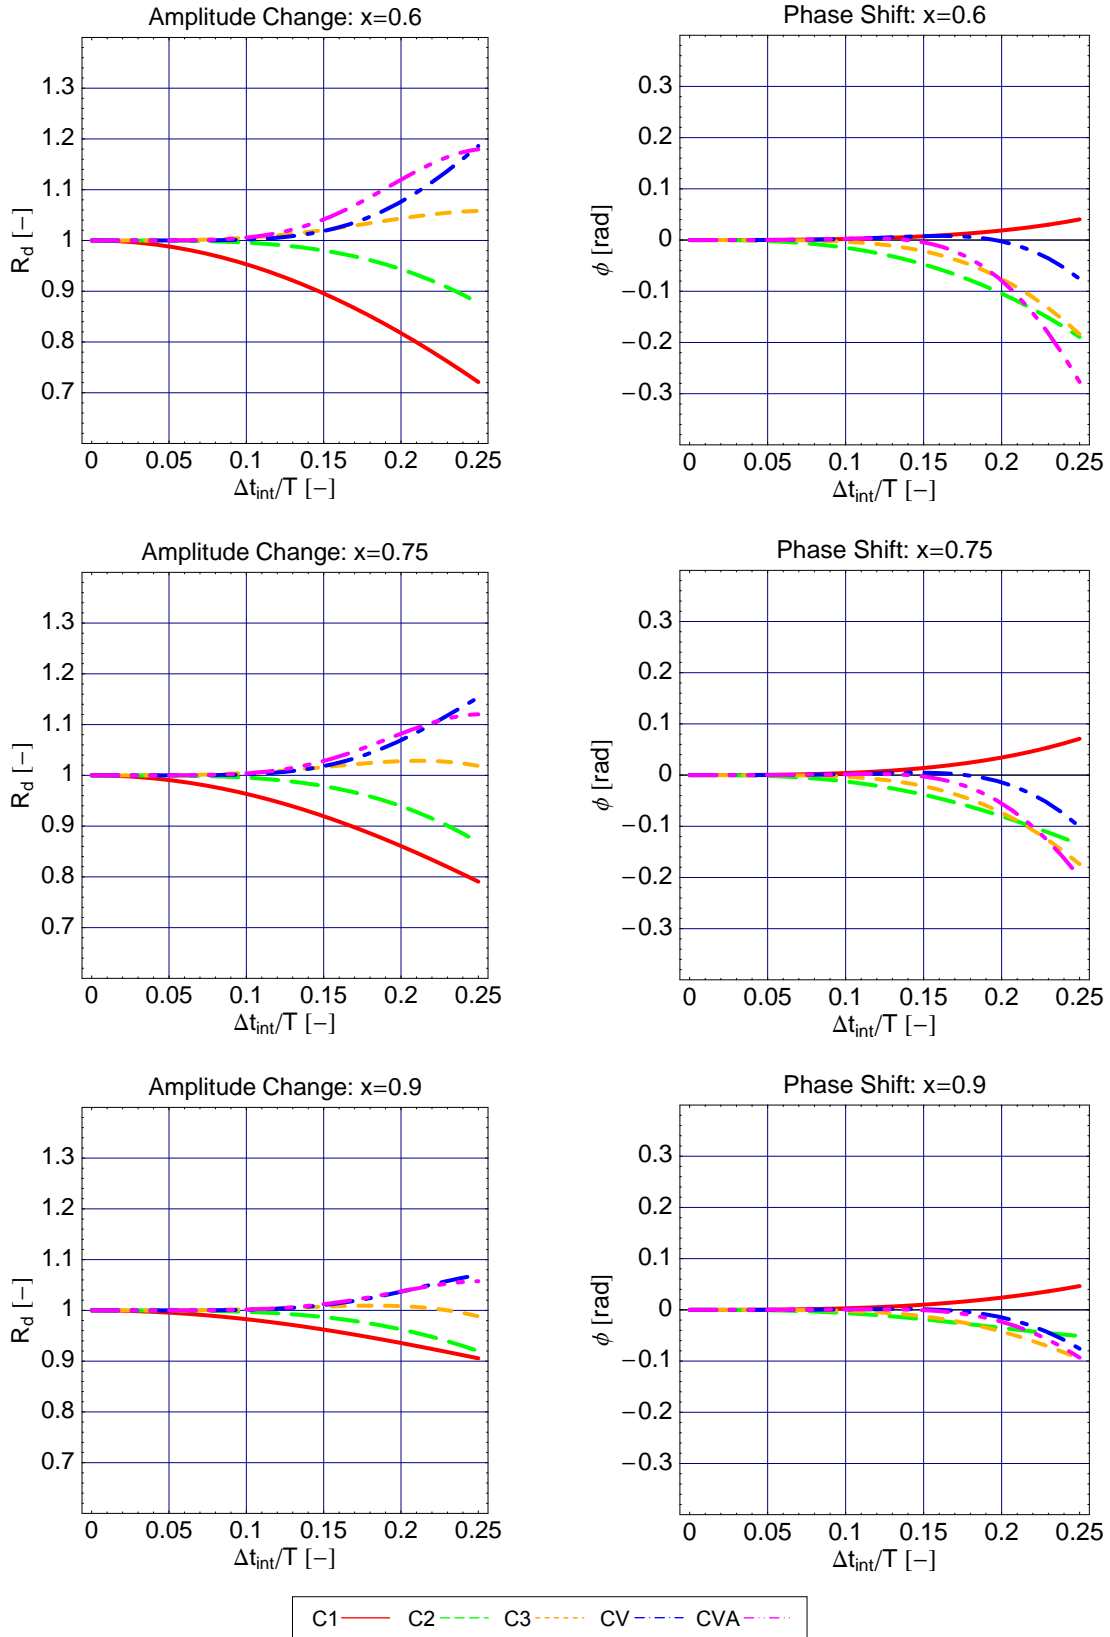 Amplitude Change: x=0.6
1.3
1.2
1.1
1
0.9
0.8
0.7
R_d [−]
0 0.05 0.1 0.15 0.2 0.25
Δt_int/T [−]
Phase Shift: x=0.6
0.3
0.2
0.1
0
−0.1
−0.2
−0.3
ϕ [rad]
0 0.05 0.1 0.15 0.2 0.25
Δt_int/T [−]
Amplitude Change: x=0.75
1.3
1.2
1.1
1
0.9
0.8
0.7
R_d [−]
0 0.05 0.1 0.15 0.2 0.25
Δt_int/T [−]
Phase Shift: x=0.75
0.3
0.2
0.1
0
−0.1
−0.2
−0.3
ϕ [rad]
0 0.05 0.1 0.15 0.2 0.25
Δt_int/T [−]
Amplitude Change: x=0.9
1.3
1.2
1.1
1
0.9
0.8
0.7
R_d [−]
0 0.05 0.1 0.15 0.2 0.25
Δt_int/T [−]
Phase Shift: x=0.9
0.3
0.2
0.1
0
−0.1
−0.2
−0.3
ϕ [rad]
0 0.05 0.1 0.15 0.2 0.25
Δt_int/T [−]
C1 C2 C3 CV CVA